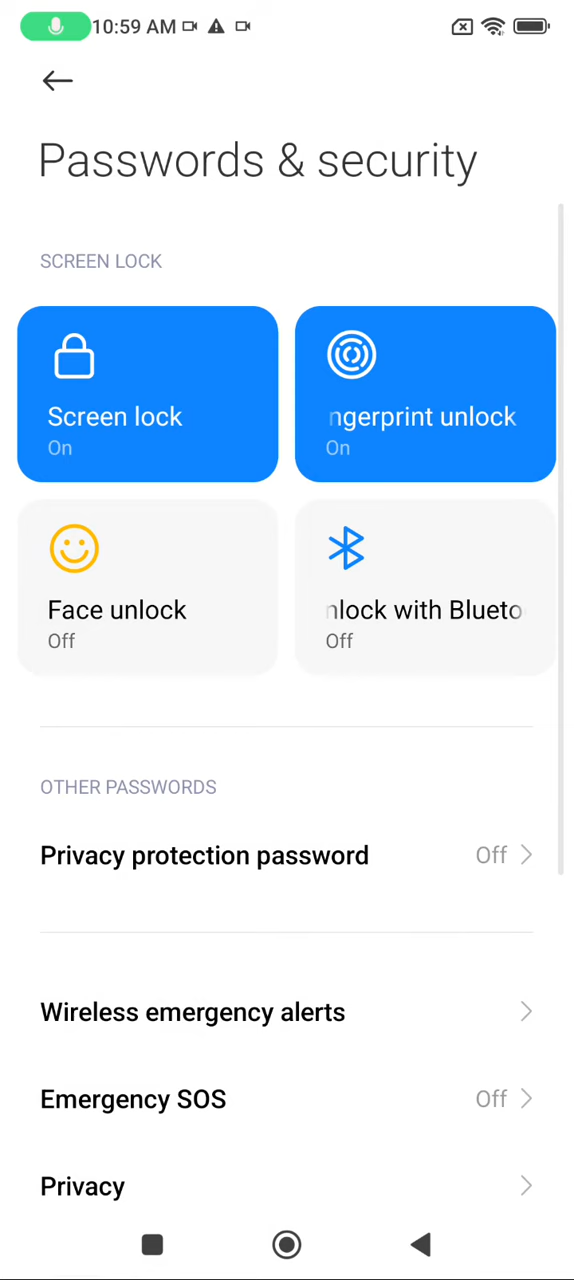 10:59 AM
Passwords & security
SCREEN LOCK
Screen lock
On
ngerprint unlock
On
Face unlock
Off
nlock with Blueto
Off
OTHER PASSWORDS
Privacy protection password
Off
Wireless emergency alerts
Emergency SOS
Off
Privacy